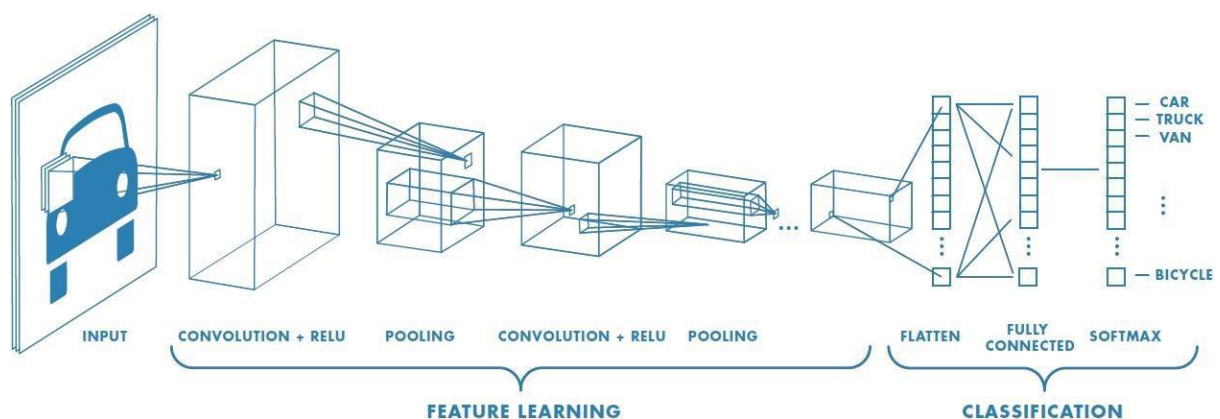 CAR
TRUCK
VAN
BICYCLE
INPUT
CONVOLUTION + RELU
POOLING
CONVOLUTION + RELU
POOLING
FLATTEN
FULLY
CONNECTED
SOFTMAX
FEATURE LEARNING
CLASSIFICATION